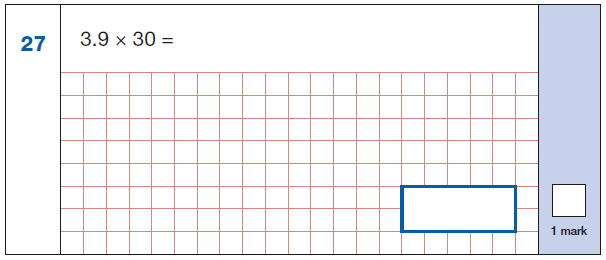 27
3.9 × 30 =
1 mark